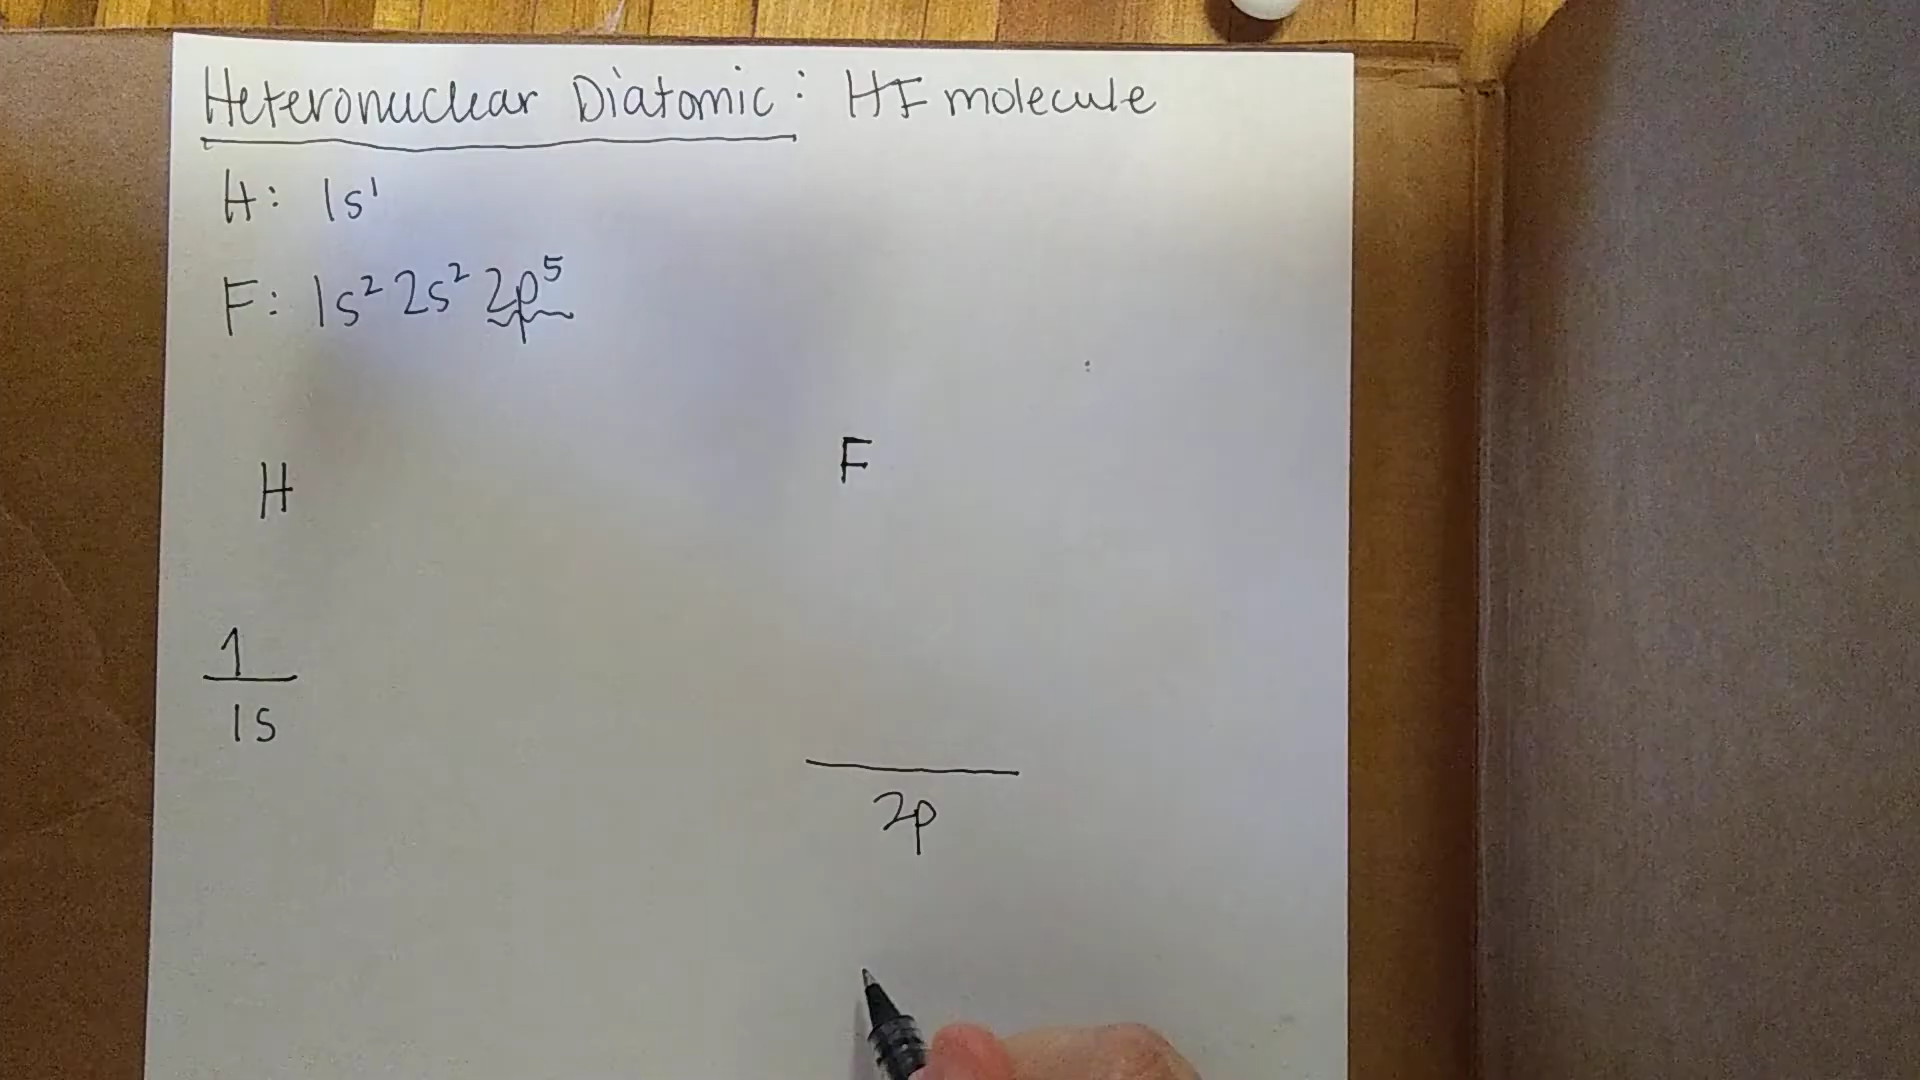 Heteronuclear Diatomic: HF molecule
H: 1s¹
F: 1s² 2s² 2p⁵
H
F
1
1s
2p